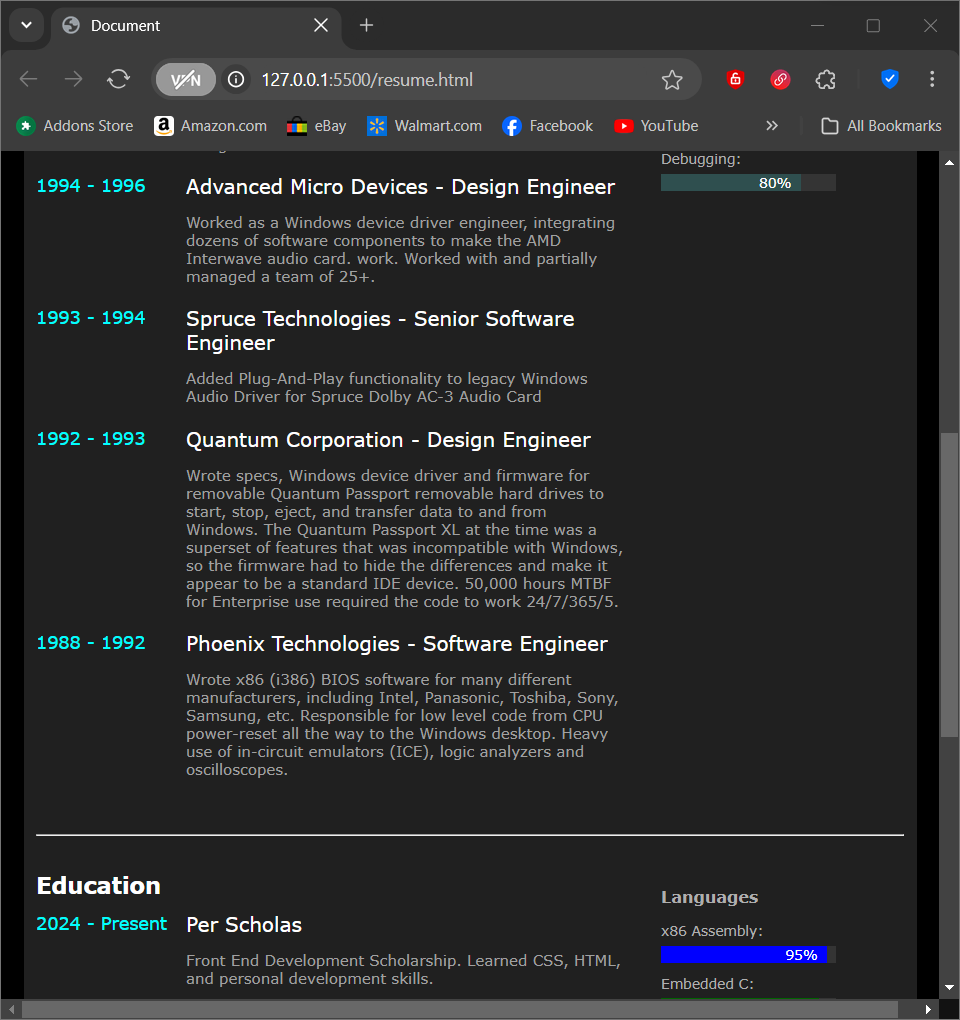 Document
VPN
127.0.0.1:5500/resume.html
Addons Store
Amazon.com
eBay
Walmart.com
Facebook
YouTube
All Bookmarks
Debugging:
80%
1994 - 1996
Advanced Micro Devices - Design Engineer
Worked as a Windows device driver engineer, integrating
dozens of software components to make the AMD
Interwave audio card. work. Worked with and partially
managed a team of 25+.
1993 - 1994
Spruce Technologies - Senior Software
Engineer
Added Plug-And-Play functionality to legacy Windows
Audio Driver for Spruce Dolby AC-3 Audio Card
1992 - 1993
Quantum Corporation - Design Engineer
Wrote specs, Windows device driver and firmware for
removable Quantum Passport removable hard drives to
start, stop, eject, and transfer data to and from
Windows. The Quantum Passport XL at the time was a
superset of features that was incompatible with Windows,
so the firmware had to hide the differences and make it
appear to be a standard IDE device. 50,000 hours MTBF
for Enterprise use required the code to work 24/7/365/5.
1988 - 1992
Phoenix Technologies - Software Engineer
Wrote x86 (i386) BIOS software for many different
manufacturers, including Intel, Panasonic, Toshiba, Sony,
Samsung, etc. Responsible for low level code from CPU
power-reset all the way to the Windows desktop. Heavy
use of in-circuit emulators (ICE), logic analyzers and
oscilloscopes.
Education
2024 - Present
Per Scholas
Front End Development Scholarship. Learned CSS, HTML,
and personal development skills.
Languages
x86 Assembly:
95%
Embedded C: